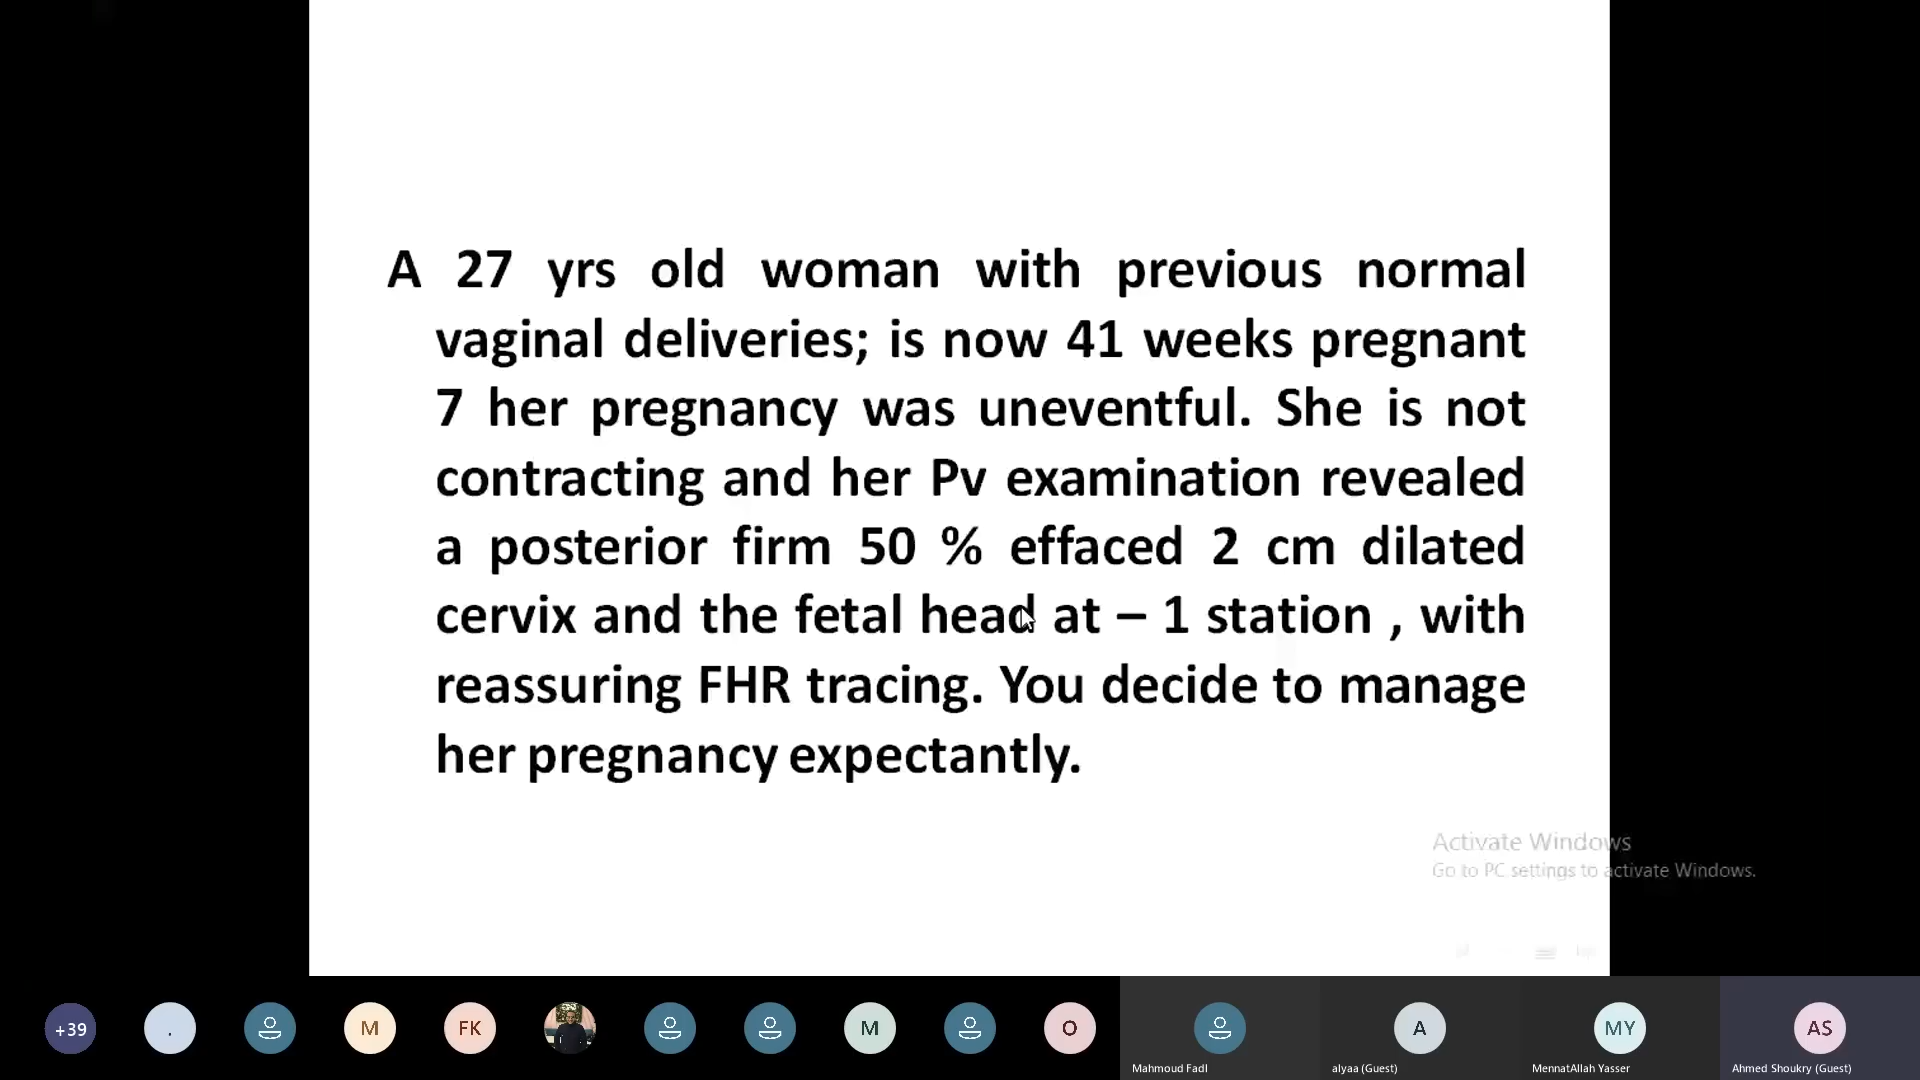 A 27 yrs old woman with previous normal
vaginal deliveries; is now 41 weeks pregnant
7 her pregnancy was uneventful. She is not
contracting and her Pv examination revealed
a posterior firm 50 % effaced 2 cm dilated
cervix and the fetal head at – 1 station , with
reassuring FHR tracing. You decide to manage
her pregnancy expectantly.
Activate Windows
Go to PC settings to activate Windows.
+39
.
M
FK
M
O
A
MY
AS
Mahmoud Fadl
alyaa (Guest)
MennatAllah Yasser
Ahmed Shoukry (Guest)